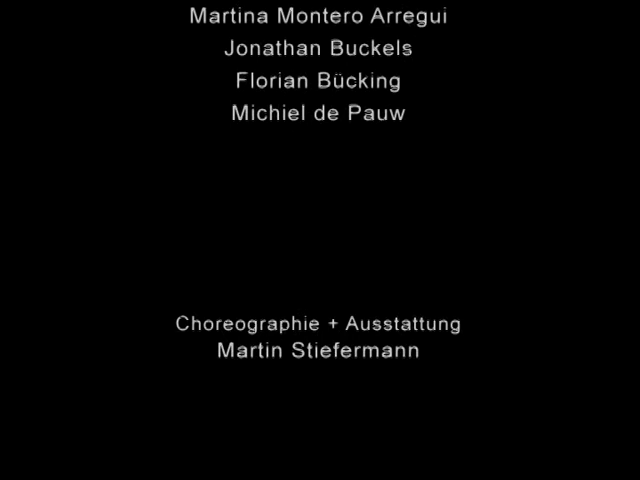 Martina Montero Arregui
Jonathan Buckels
Florian Bücking
Michiel de Pauw
Choreographie + Ausstattung
Martin Stiefermann